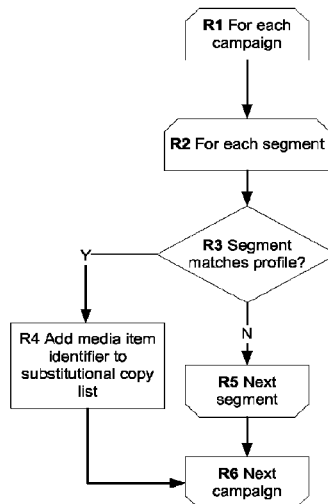 R1 For each
campaign
R2 For each segment
R3 Segment
matches profile?
Y
N
R4 Add media item
identifier to
substitutional copy
list
R5 Next
segment
R6 Next
campaign